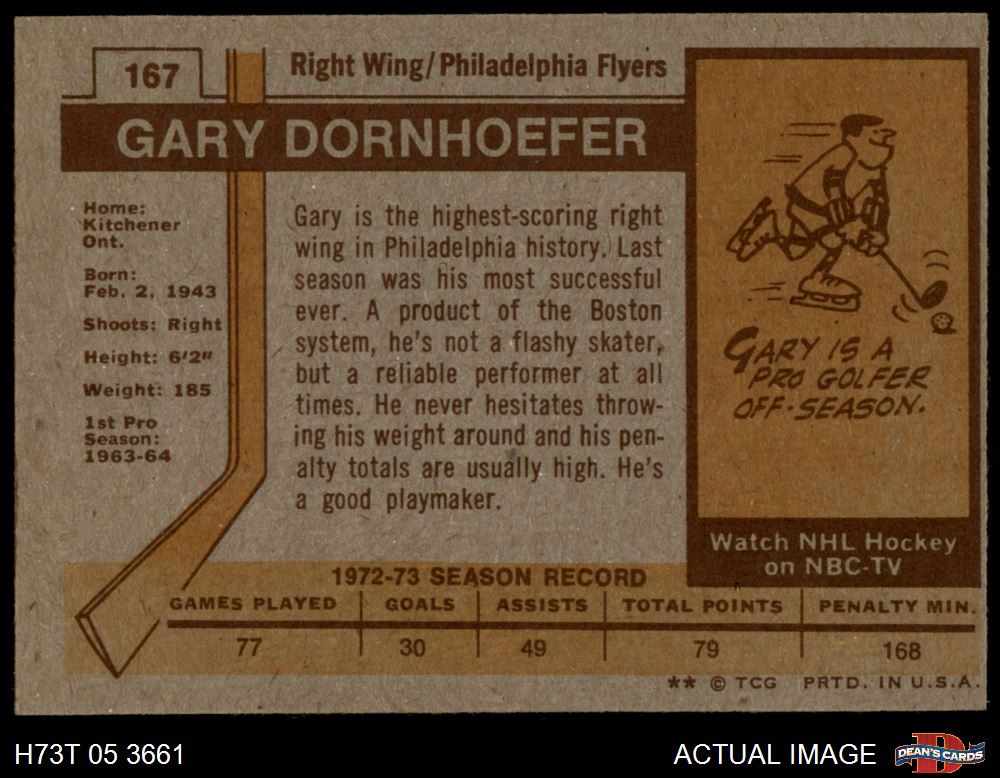 167
Right Wing/Philadelphia Flyers
GARY DORNHOEFER
Home:
Kitchener
Ont.
Born:
Feb. 2, 1943
Shoots: Right
Height: 6'2"
Weight: 185
1st Pro
Season:
1963-64
Gary is the highest-scoring right
wing in Philadelphia history. Last
season was his most successful
ever. A product of the Boston
system, he's not a flashy skater,
but a reliable performer at all
times. He never hesitates throw-
ing his weight around and his pen-
alty totals are usually high. He's
a good playmaker.
GARY IS A
PRO GOLFER
OFF-SEASON.
Watch NHL Hockey
on NBC-TV
1972-73 SEASON RECORD
GAMES PLAYED GOALS ASSISTS TOTAL POINTS PENALTY MIN.
77 30 49 79 168
** © TCG PRTD. IN U.S.A.
H73T 05 3661
ACTUAL IMAGE
DEAN'S CARDS